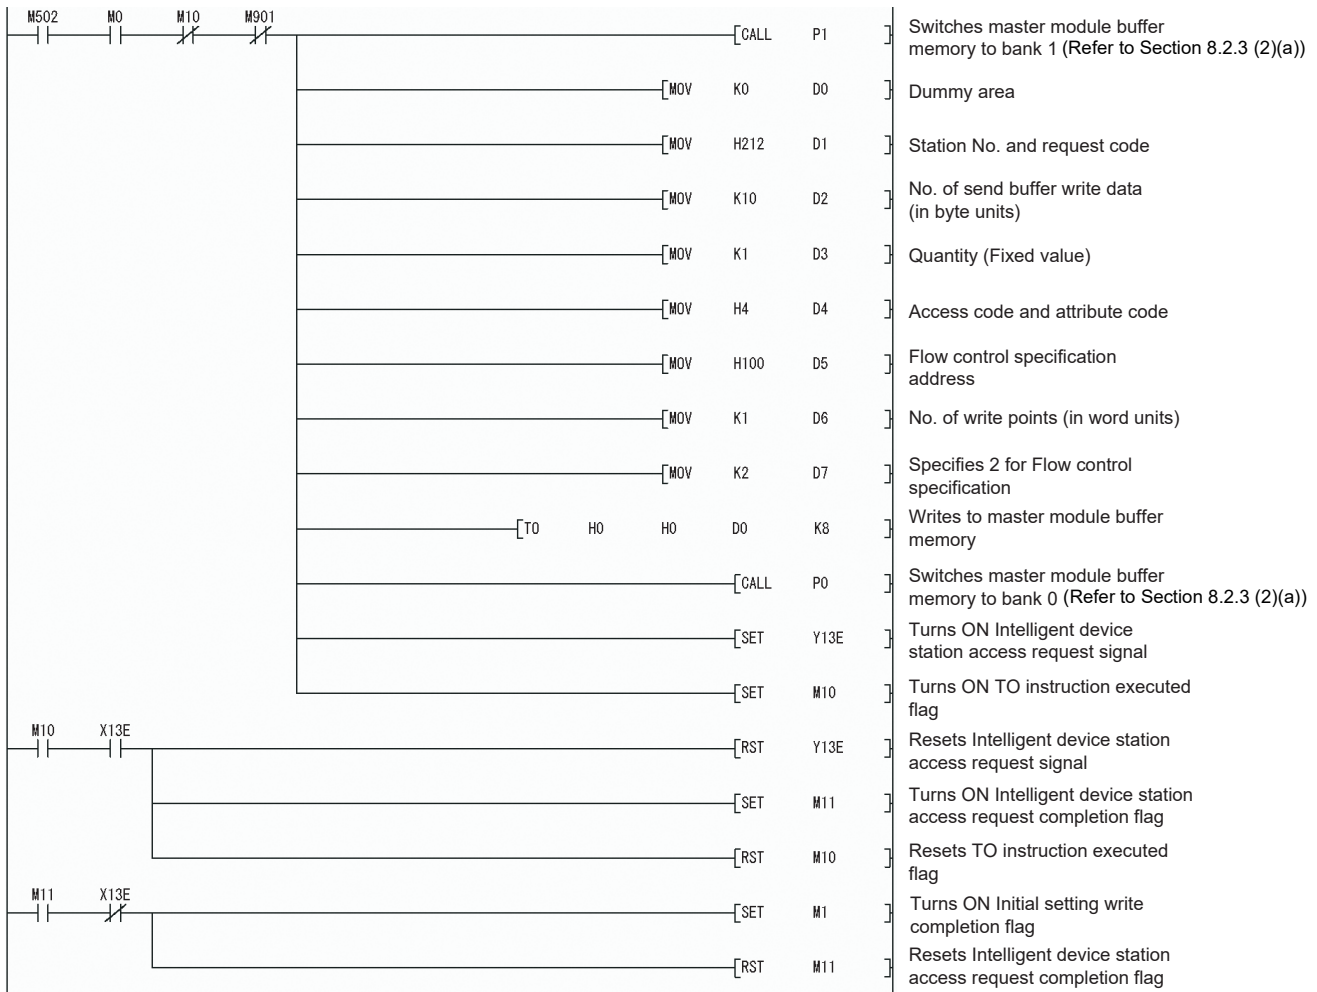 M502 M0 M10 M901
[CALL P1 ] Switches master module buffer
memory to bank 1 (Refer to Section 8.2.3 (2)(a))
[MOV K0 D0 ] Dummy area
[MOV H212 D1 ] Station No. and request code
[MOV K10 D2 ] No. of send buffer write data
(in byte units)
[MOV K1 D3 ] Quantity (Fixed value)
[MOV H4 D4 ] Access code and attribute code
[MOV H100 D5 ] Flow control specification
address
[MOV K1 D6 ] No. of write points (in word units)
[MOV K2 D7 ] Specifies 2 for Flow control
specification
[TO H0 H0 D0 K8 ] Writes to master module buffer
memory
[CALL P0 ] Switches master module buffer
memory to bank 0 (Refer to Section 8.2.3 (2)(a))
[SET Y13E ] Turns ON Intelligent device
station access request signal
[SET M10 ] Turns ON TO instruction executed
flag
M10 X13E
[RST Y13E ] Resets Intelligent device station
access request signal
[SET M11 ] Turns ON Intelligent device station
access request completion flag
[RST M10 ] Resets TO instruction executed
flag
M11 X13E
[SET M1 ] Turns ON Initial setting write
completion flag
[RST M11 ] Resets Intelligent device station
access request completion flag